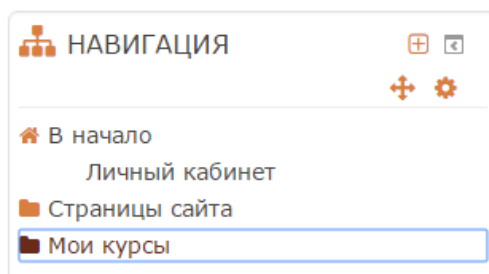 НАВИГАЦИЯ
В начало
Личный кабинет
Страницы сайта
Мои курсы